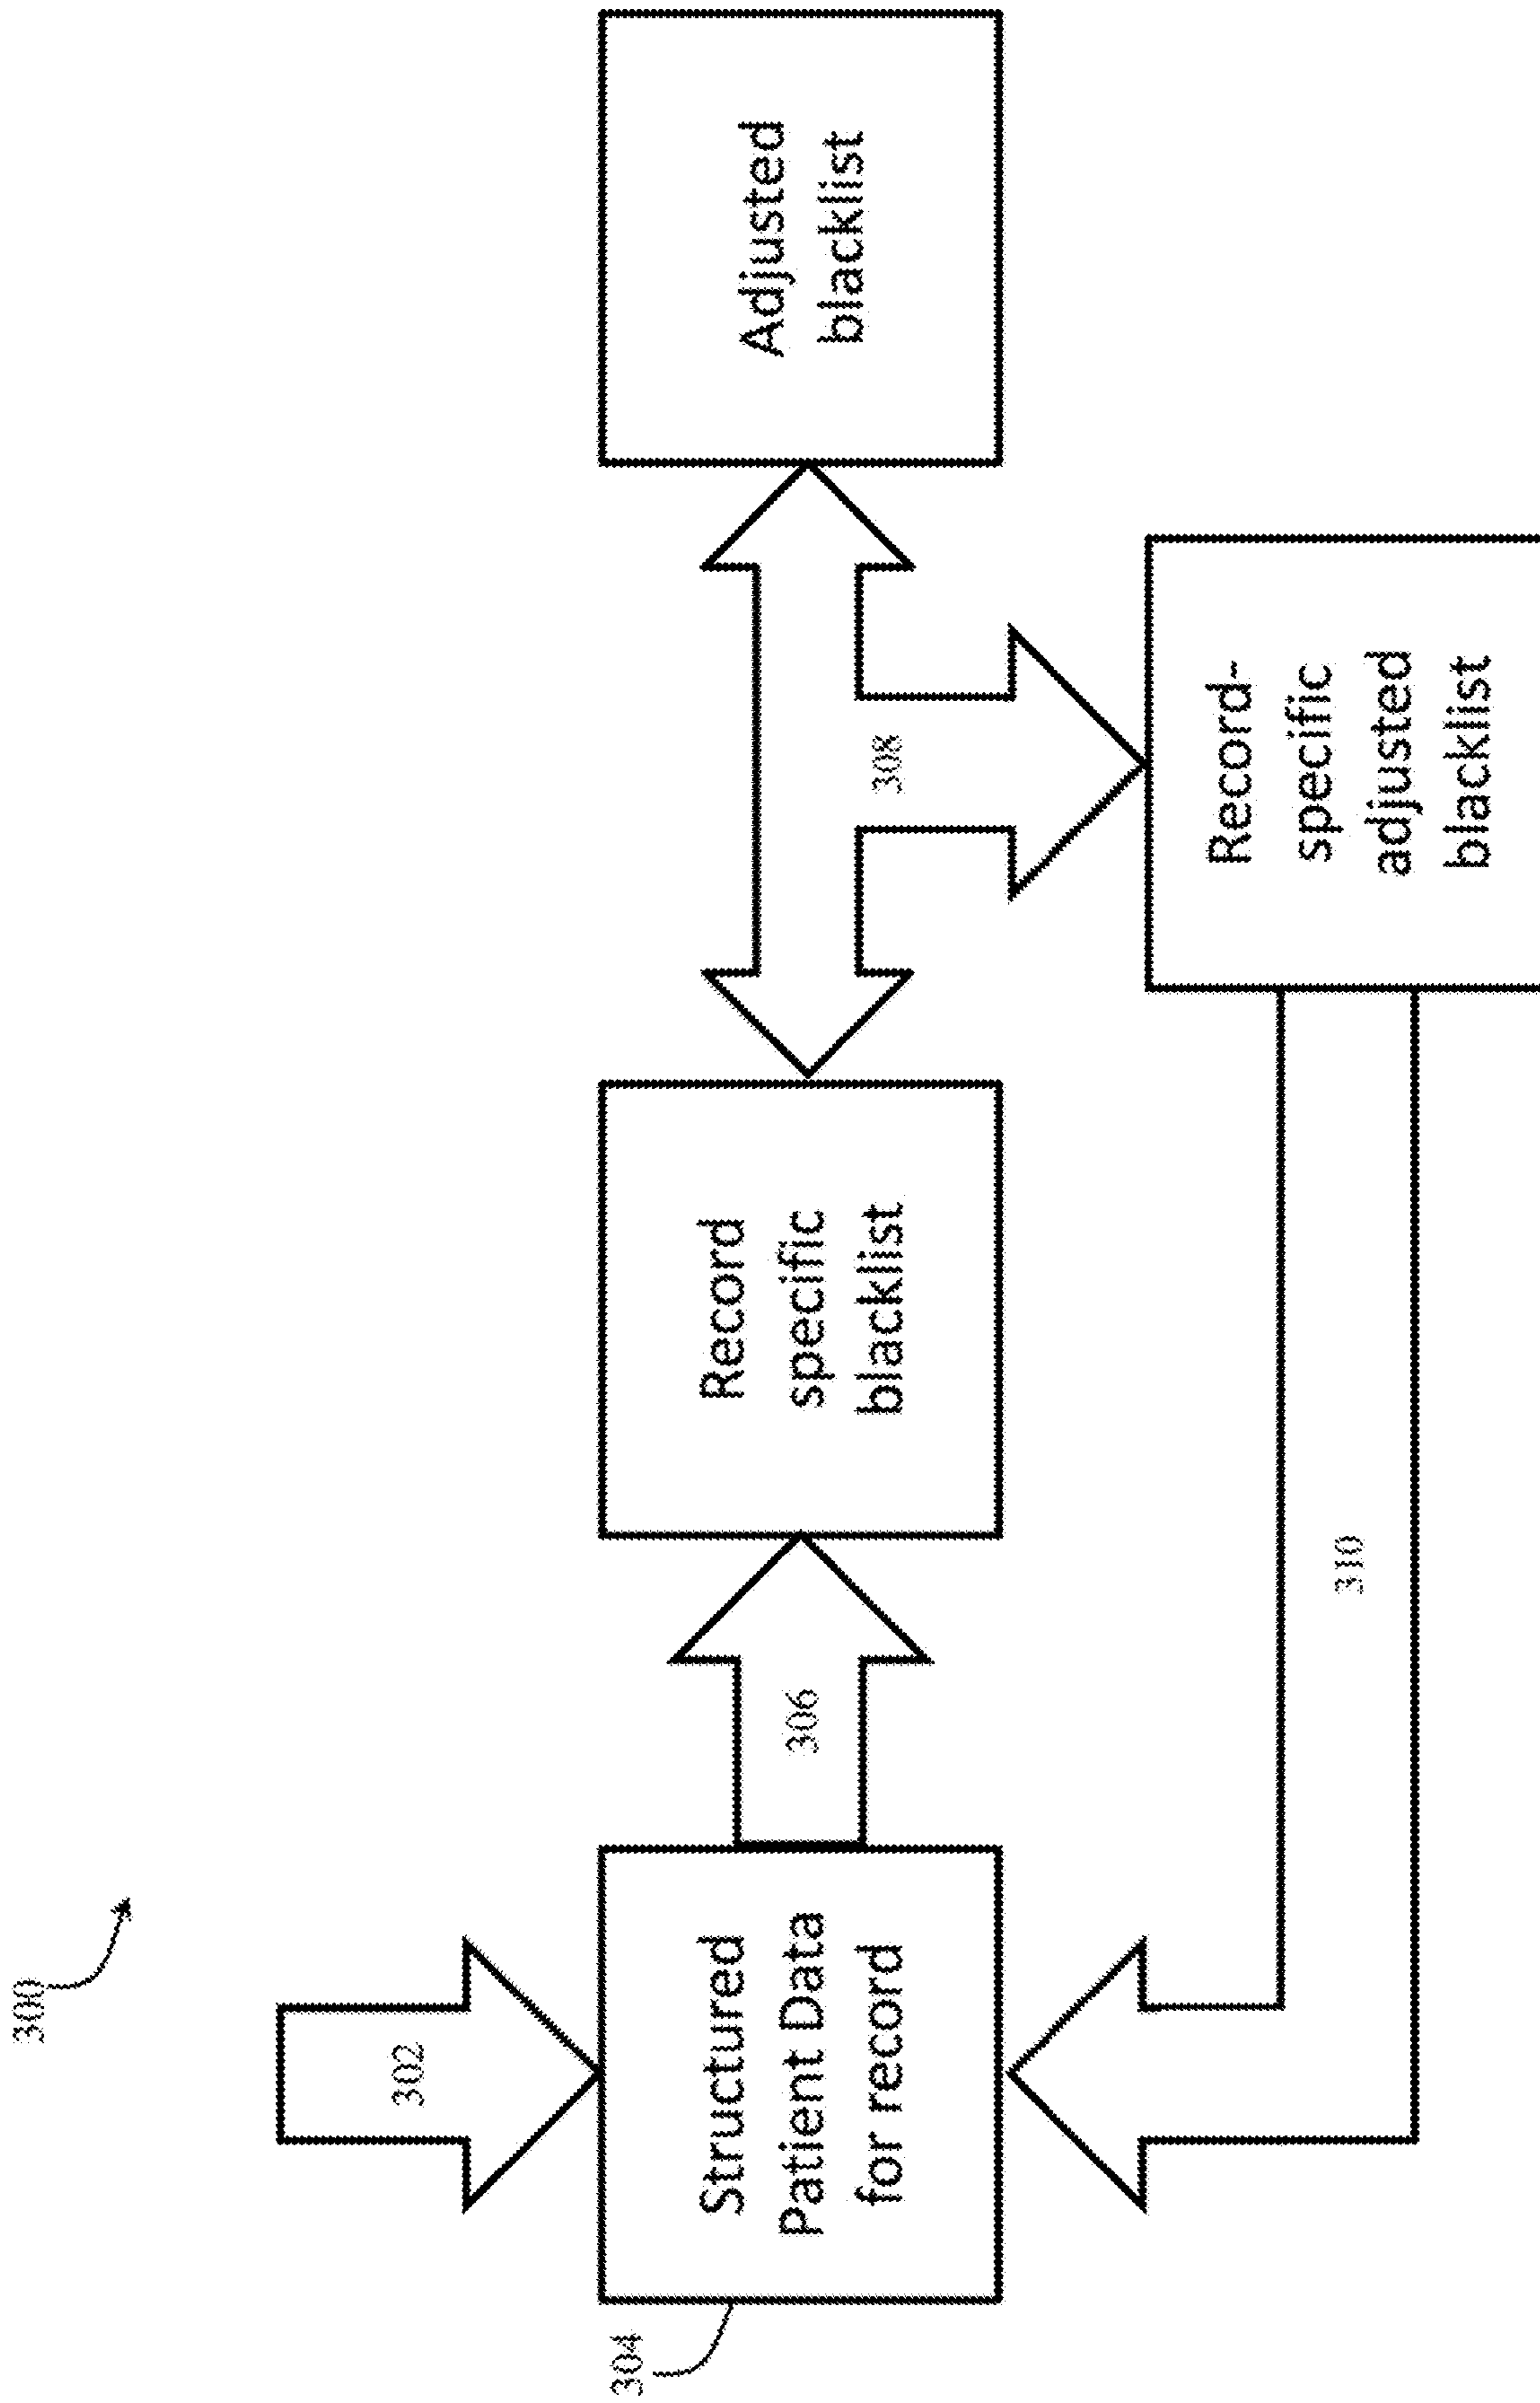 300
302
304
Structured
Patient Data
for record
306
Record
specific
blacklist
308
Adjusted
blacklist
310
Record-
specific
adjusted
blacklist